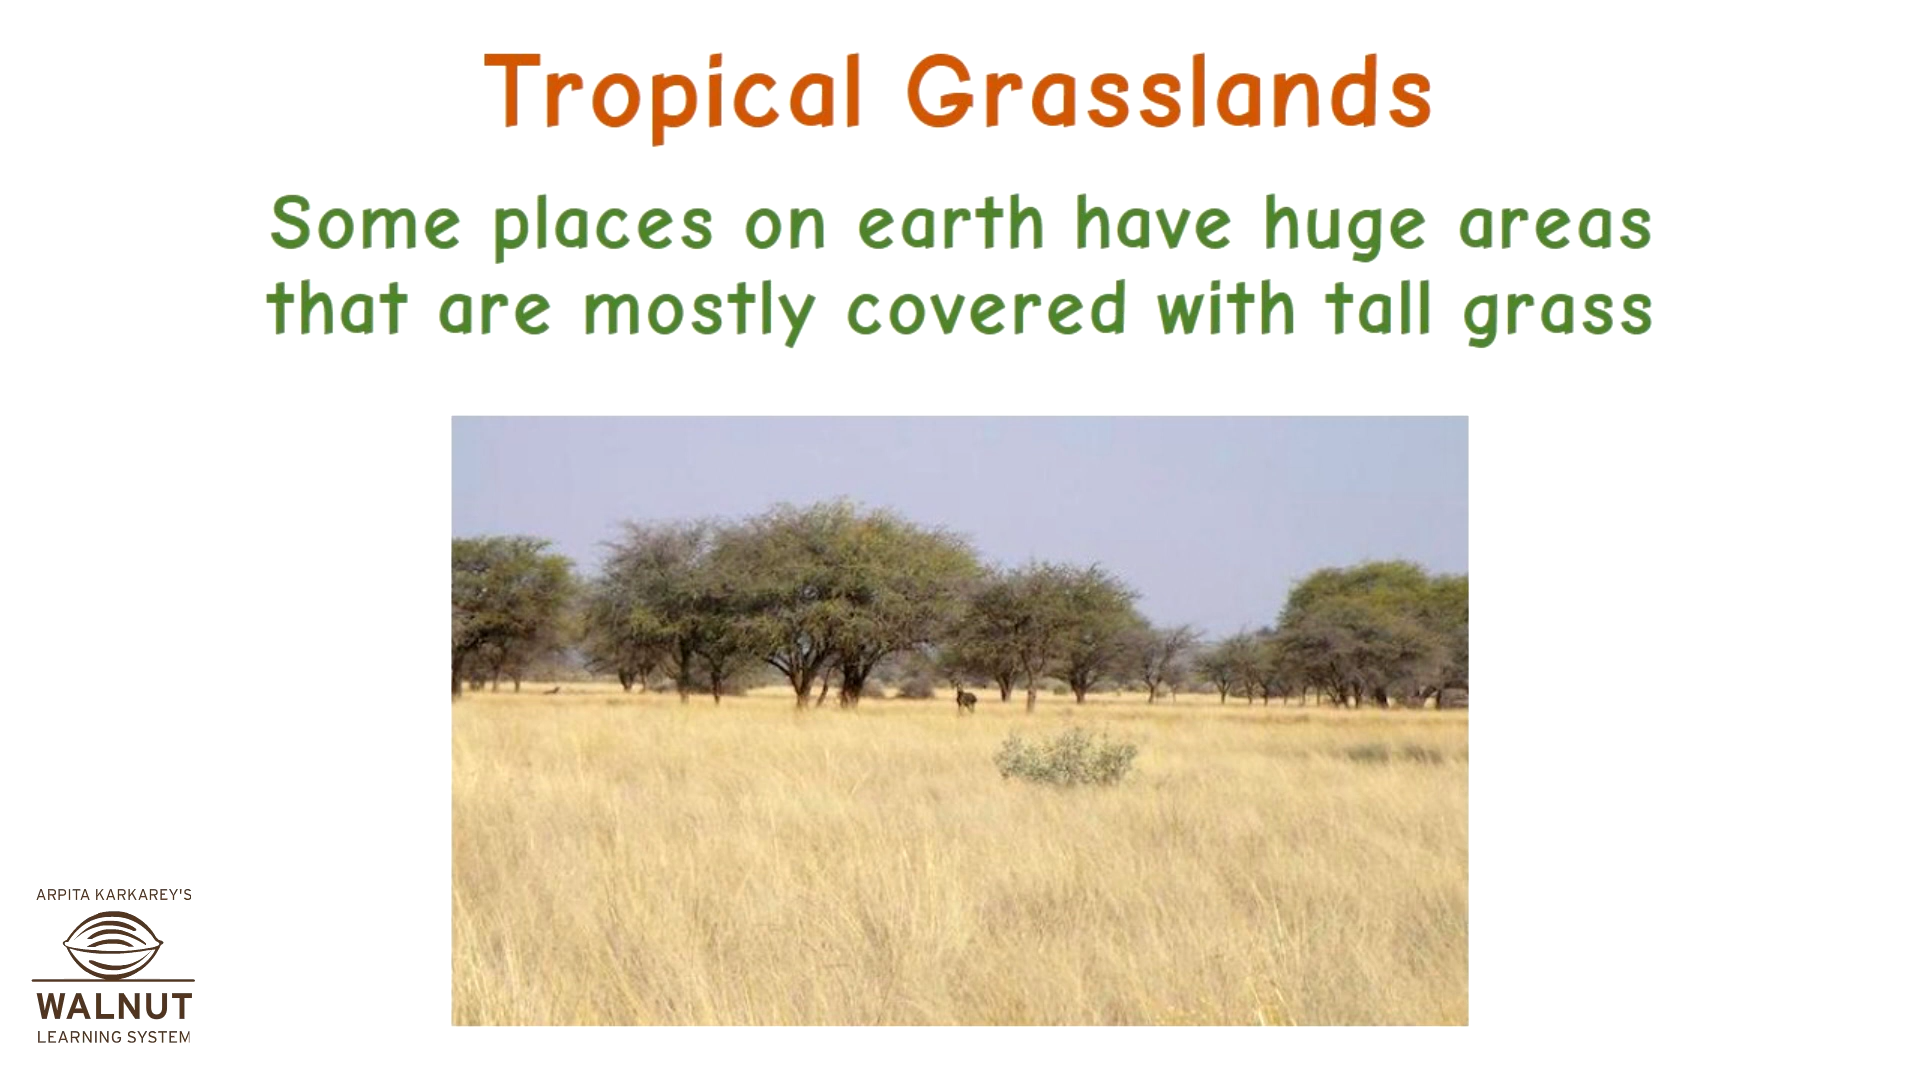 Tropical Grasslands
Some places on earth have huge areas
that are mostly covered with tall grass
ARPITA KARKAREY'S
WALNUT
LEARNING SYSTEM